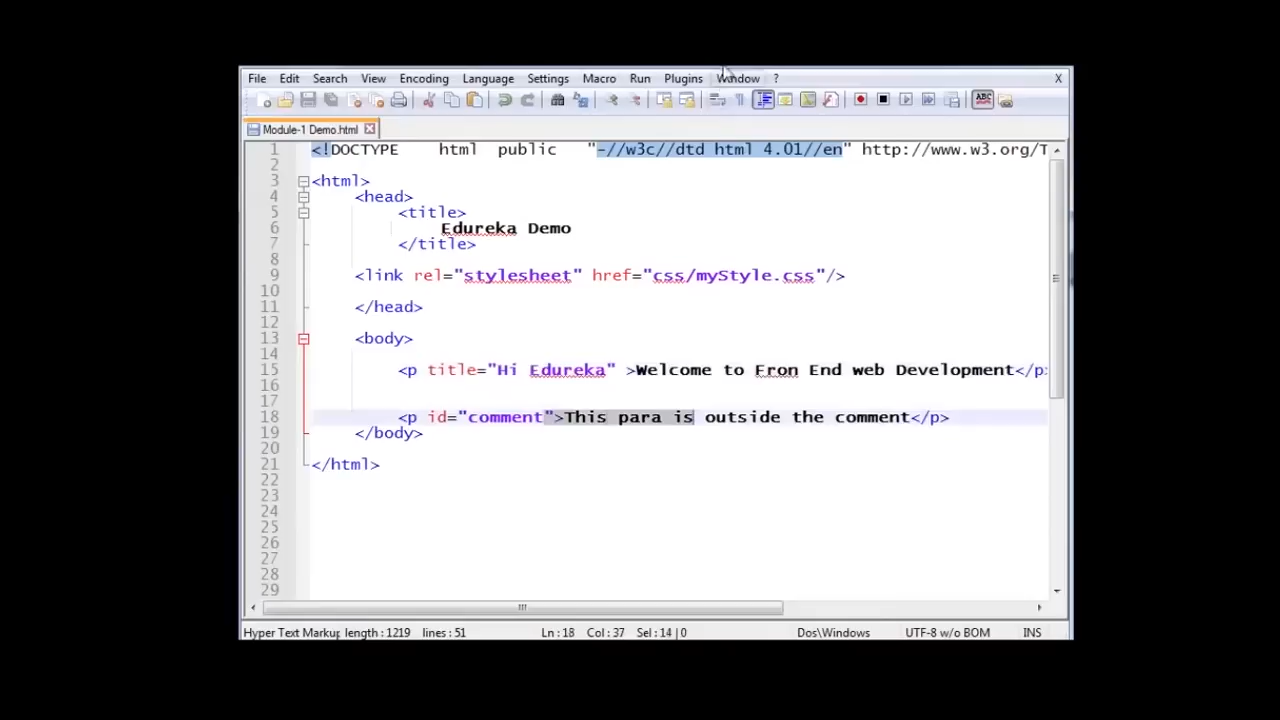 File Edit Search View Encoding Language Settings Macro Run Plugins Window ? X
ABC
Module-1 Demo.html
1 <!DOCTYPE html public "-//w3c//dtd html 4.01//en" http://www.w3.org/T
2
3 <html>
4 <head>
5 <title>
6 Edureka Demo
7 </title>
8
9 <link rel="stylesheet" href="css/myStyle.css"/>
10
11 </head>
12
13 <body>
14
15 <p title="Hi Edureka" >Welcome to Fron End web Development</p>
16
17
18 <p id="comment">This para is outside the comment</p>
19 </body>
20
21 </html>
22
23
24
25
26
27
28
29
Hyper Text Markup length : 1219 lines : 51 Ln : 18 Col : 37 Sel : 14 | 0 Dos\Windows UTF-8 w/o BOM INS